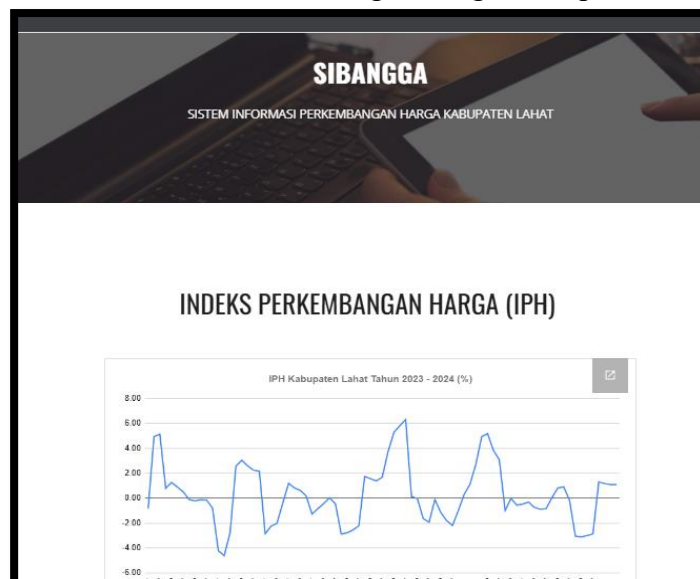 SIBANGGA
SISTEM INFORMASI PERKEMBANGAN HARGA KABUPATEN LAHAT
INDEKS PERKEMBANGAN HARGA (IPH)
IPH Kabupaten Lahat Tahun 2023 - 2024 (%)
8.00
6.00
4.00
2.00
0.00
-2.00
-4.00
-6.00